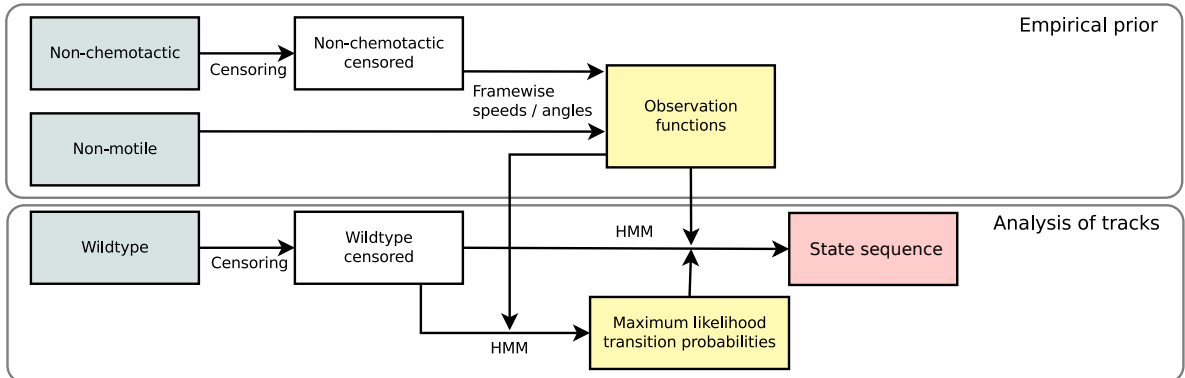 Empirical prior
Non-chemotactic
Censoring
Non-chemotactic
censored
Framewise
speeds / angles
Observation
functions
Non-motile
Analysis of tracks
Wildtype
Censoring
Wildtype
censored
HMM
State sequence
HMM
Maximum likelihood
transition probabilities